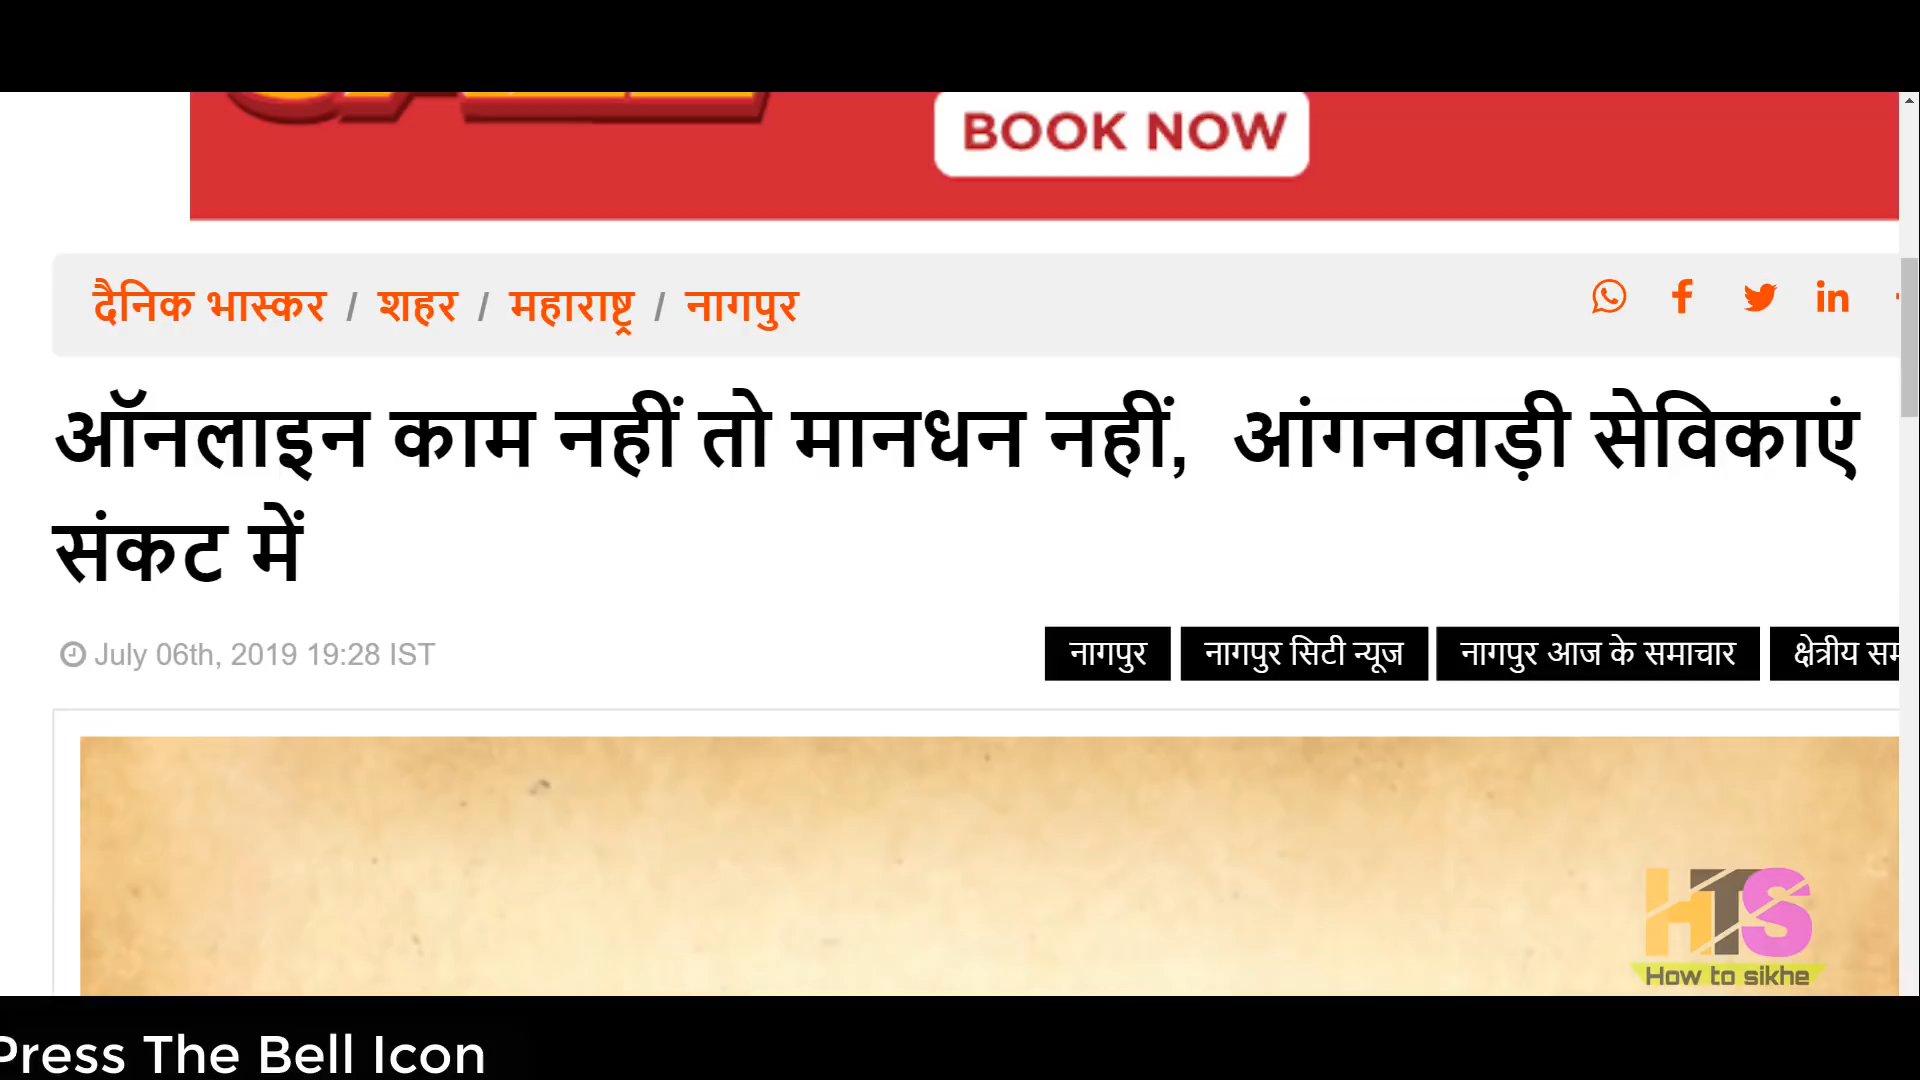 BOOK NOW
दैनिक भास्कर / शहर / महाराष्ट्र / नागपुर
ऑनलाइन काम नहीं तो मानधन नहीं,  आंगनवाड़ी सेविकाएं
संकट में
July 06th, 2019 19:28 IST
नागपुर नागपुर सिटी न्यूज नागपुर आज के समाचार क्षेत्रीय
HTS
How to sikhe
Press The Bell Icon